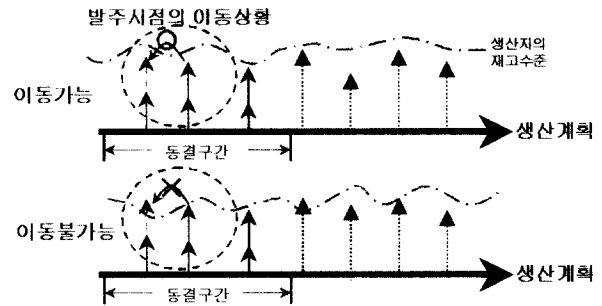 발주시점의 이동상황
생산자의
재고수준
이동가능
생산계획
동결구간
이동불가능
생산계획
동결구간